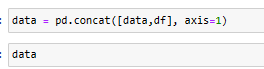 : data = pd.concat([data,df], axis=1)
: data